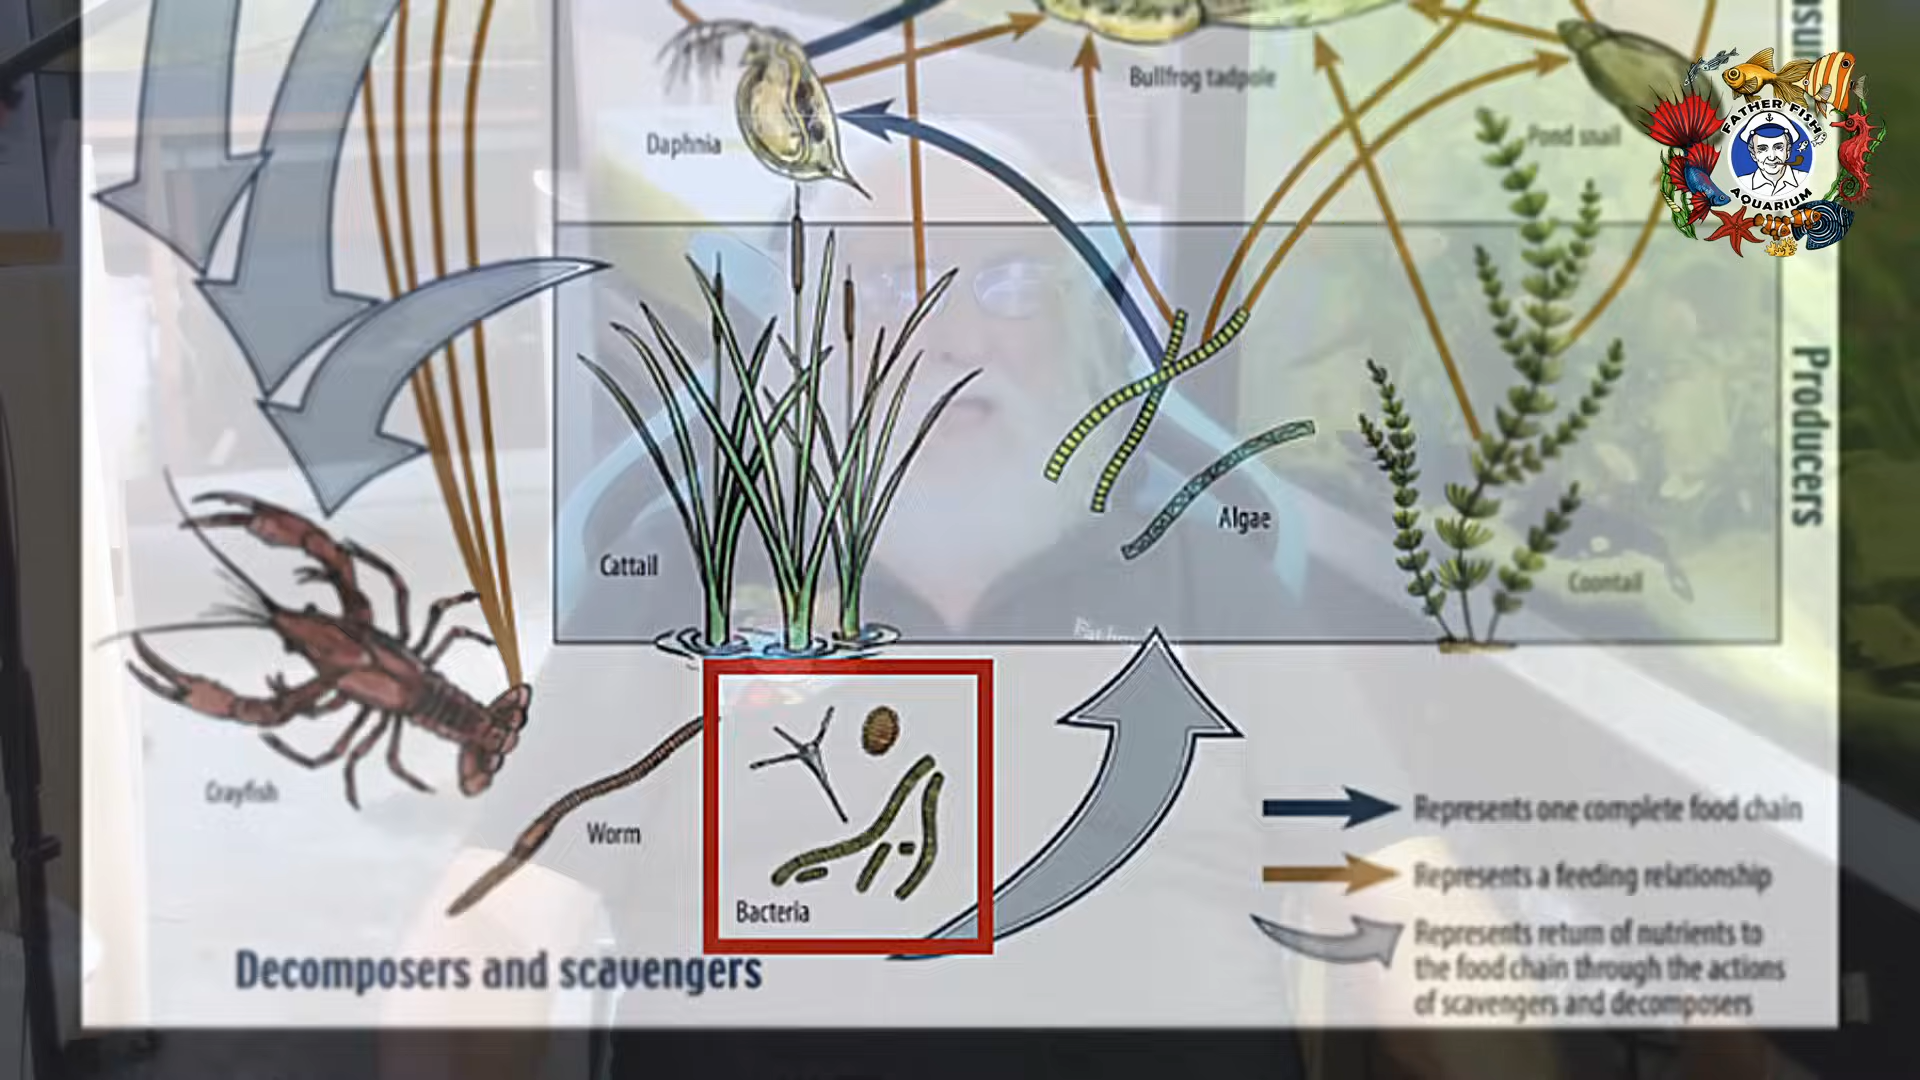 FATHER FISH
AQUARIUM
Bullfrog tadpole
Daphnia
Pond snail
Producers
Algae
Cattail
Coontail
Crayfish
Worm
Bacteria
Decomposers and scavengers
Represents one complete food chain
Represents a feeding relationship
Represents return of nutrients to
the food chain through the actions
of scavengers and decomposers